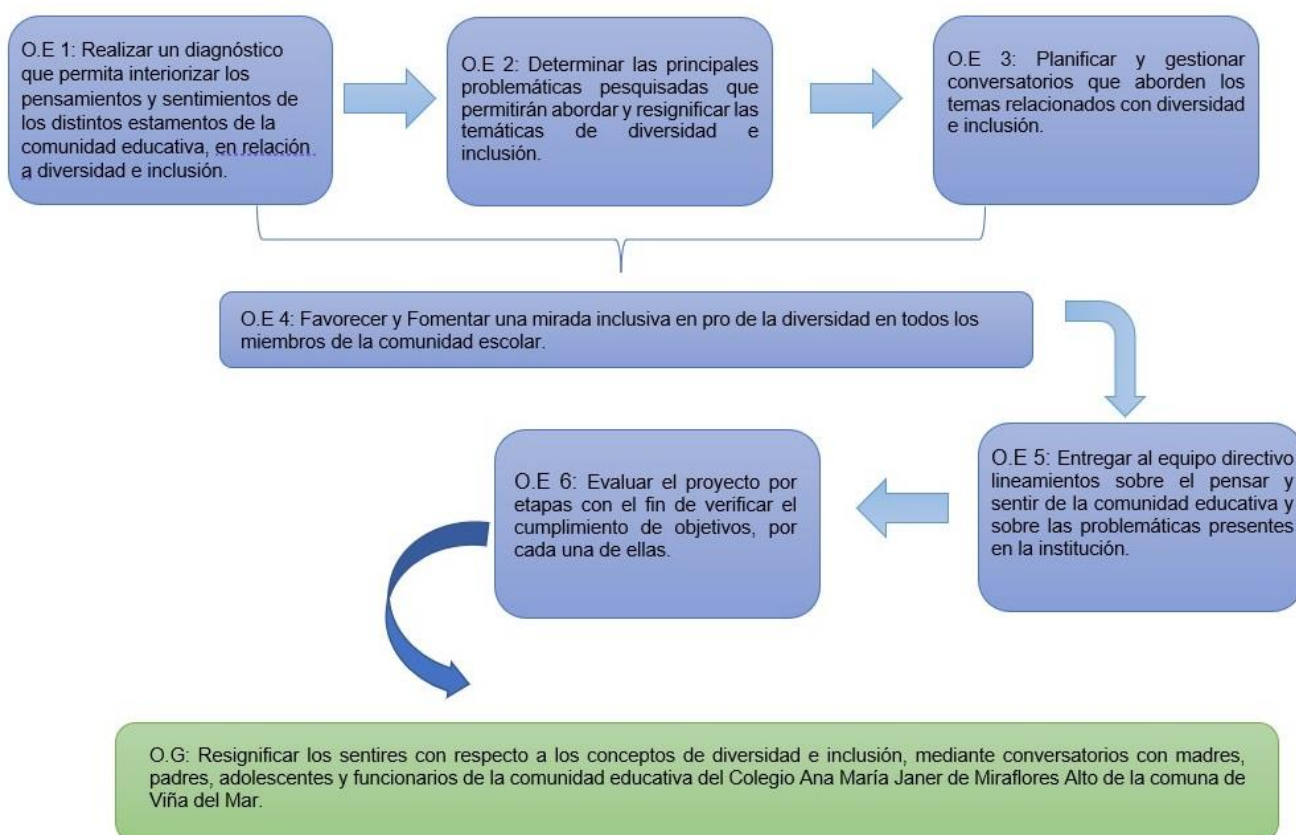 O.E 1: Realizar un diagnóstico
que permita interiorizar los
pensamientos y sentimientos de
los distintos estamentos de la
comunidad educativa, en relación
a diversidad e inclusión.
O.E 2: Determinar las principales
problemáticas pesquisadas que
permitirán abordar y resignificar las
temáticas de diversidad e
inclusión.
O.E 3: Planificar y gestionar
conversatorios que aborden los
temas relacionados con diversidad
e inclusión.
O.E 4: Favorecer y Fomentar una mirada inclusiva en pro de la diversidad en todos los
miembros de la comunidad escolar.
O.E 5: Entregar al equipo directivo
lineamientos sobre el pensar y
sentir de la comunidad educativa y
sobre las problemáticas presentes
en la institución.
O.E 6: Evaluar el proyecto por
etapas con el fin de verificar el
cumplimiento de objetivos, por
cada una de ellas.
O.G: Resignificar los sentires con respecto a los conceptos de diversidad e inclusión, mediante conversatorios con madres,
padres, adolescentes y funcionarios de la comunidad educativa del Colegio Ana María Janer de Miraflores Alto de la comuna de
Viña del Mar.